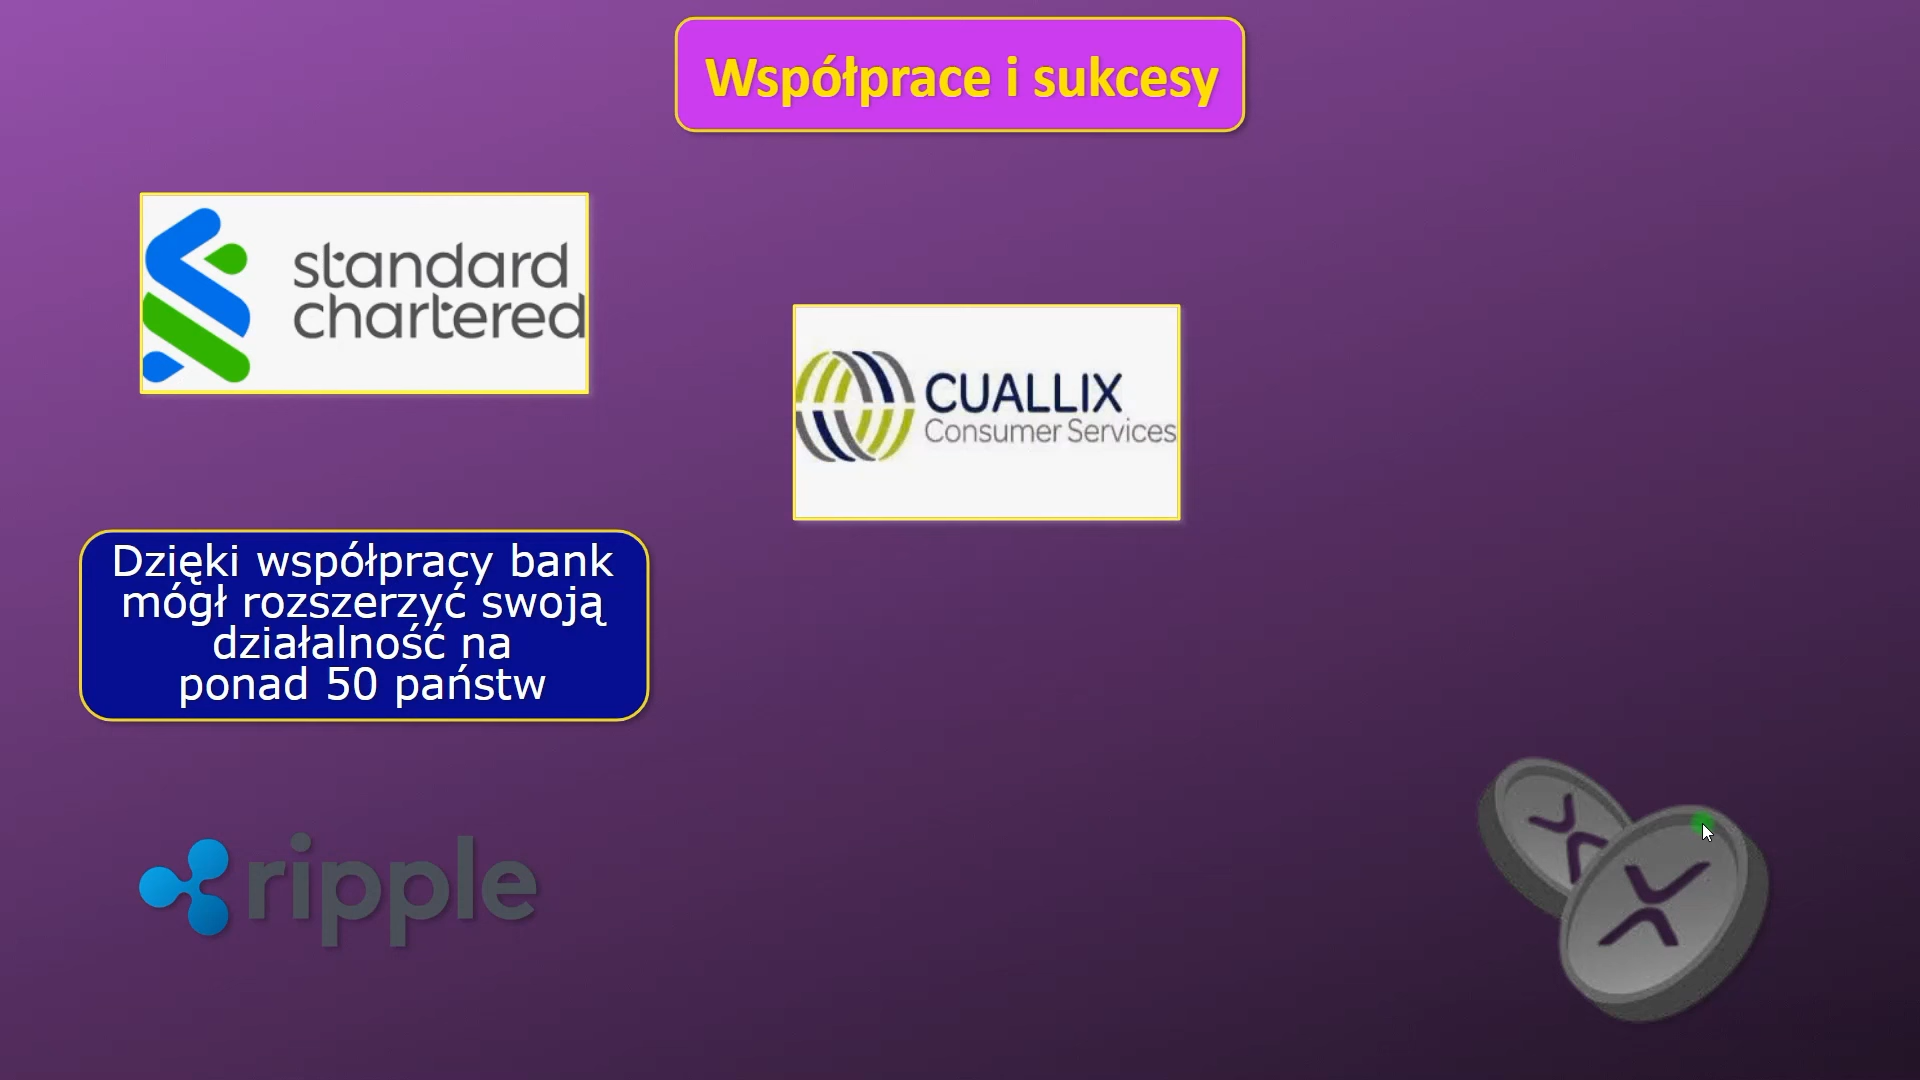 Współprace i sukcesy
standard
chartered
CUALLIX
Consumer Services
Dzięki współpracy bank
mógł rozszerzyć swoją
działalność na
ponad 50 państw
ripple